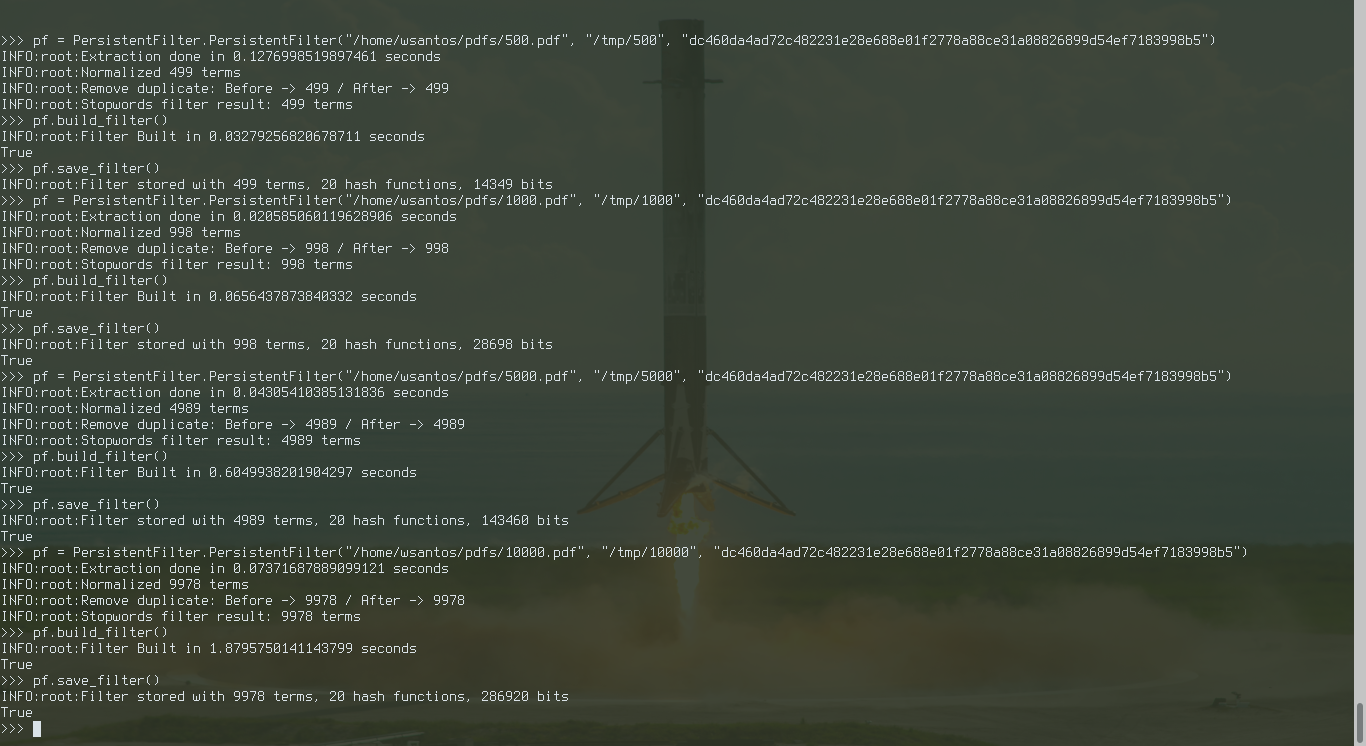 >>> pf = PersistentFilter.PersistentFilter("/home/wsantos/pdfs/500.pdf", "/tmp/500", "dc460da4ad72c482231e28e688e01f2778a88ce31a08826899d54ef7183998b5")
INFO:root:Extraction done in 0.1276998519897461 seconds
INFO:root:Normalized 499 terms
INFO:root:Remove duplicate: Before -> 499 / After -> 499
INFO:root:Stopwords filter result: 499 terms
>>> pf.build_filter()
INFO:root:Filter Built in 0.03279256820678711 seconds
True
>>> pf.save_filter()
INFO:root:Filter stored with 499 terms, 20 hash functions, 14349 bits
>>> pf = PersistentFilter.PersistentFilter("/home/wsantos/pdfs/1000.pdf", "/tmp/1000", "dc460da4ad72c482231e28e688e01f2778a88ce31a08826899d54ef7183998b5")
INFO:root:Extraction done in 0.020585060119628906 seconds
INFO:root:Normalized 998 terms
INFO:root:Remove duplicate: Before -> 998 / After -> 998
INFO:root:Stopwords filter result: 998 terms
>>> pf.build_filter()
INFO:root:Filter Built in 0.0656437873840332 seconds
True
>>> pf.save_filter()
INFO:root:Filter stored with 998 terms, 20 hash functions, 28698 bits
True
>>> pf = PersistentFilter.PersistentFilter("/home/wsantos/pdfs/5000.pdf", "/tmp/5000", "dc460da4ad72c482231e28e688e01f2778a88ce31a08826899d54ef7183998b5")
INFO:root:Extraction done in 0.04305410385131836 seconds
INFO:root:Normalized 4989 terms
INFO:root:Remove duplicate: Before -> 4989 / After -> 4989
INFO:root:Stopwords filter result: 4989 terms
>>> pf.build_filter()
INFO:root:Filter Built in 0.6049938201904297 seconds
True
>>> pf.save_filter()
INFO:root:Filter stored with 4989 terms, 20 hash functions, 143460 bits
True
>>> pf = PersistentFilter.PersistentFilter("/home/wsantos/pdfs/10000.pdf", "/tmp/10000", "dc460da4ad72c482231e28e688e01f2778a88ce31a08826899d54ef7183998b5")
INFO:root:Extraction done in 0.07371687889099121 seconds
INFO:root:Normalized 9978 terms
INFO:root:Remove duplicate: Before -> 9978 / After -> 9978
INFO:root:Stopwords filter result: 9978 terms
>>> pf.build_filter()
INFO:root:Filter Built in 1.8795750141143799 seconds
True
>>> pf.save_filter()
INFO:root:Filter stored with 9978 terms, 20 hash functions, 286920 bits
True
>>>